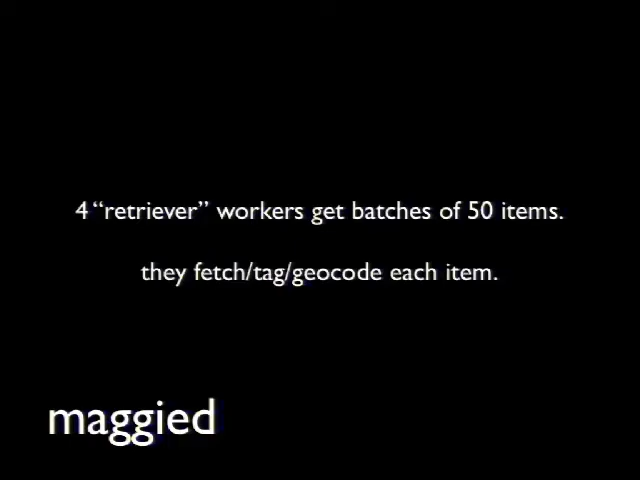 4 “retriever” workers get batches of 50 items.
they fetch/tag/geocode each item.
maggied